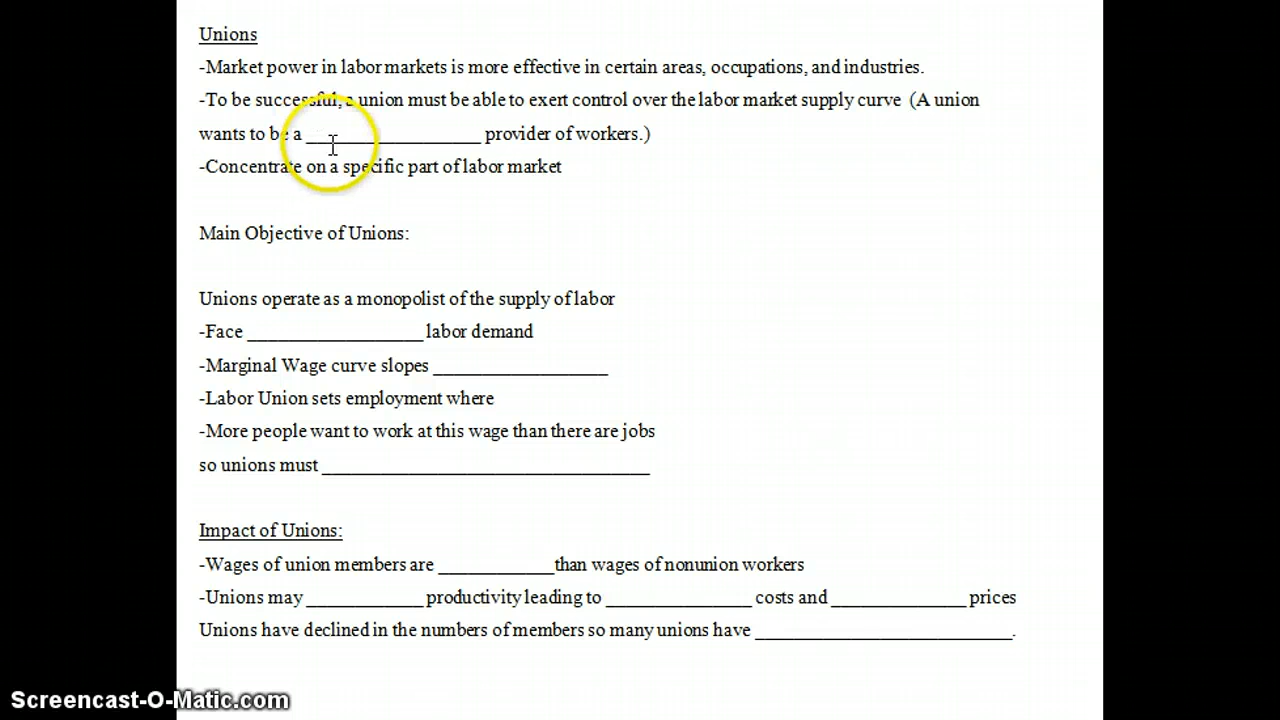 Unions
-Market power in labor markets is more effective in certain areas, occupations, and industries.
-To be successful, a union must be able to exert control over the labor market supply curve (A union
wants to be a __________________ provider of workers.)
-Concentrate on a specific part of labor market
Main Objective of Unions:
Unions operate as a monopolist of the supply of labor
-Face __________________ labor demand
-Marginal Wage curve slopes __________________
-Labor Union sets employment where
-More people want to work at this wage than there are jobs
so unions must __________________________________
Impact of Unions:
-Wages of union members are ____________than wages of nonunion workers
-Unions may ____________ productivity leading to _______________ costs and ______________ prices
Unions have declined in the numbers of members so many unions have ___________________________.
Screencast-O-Matic.com